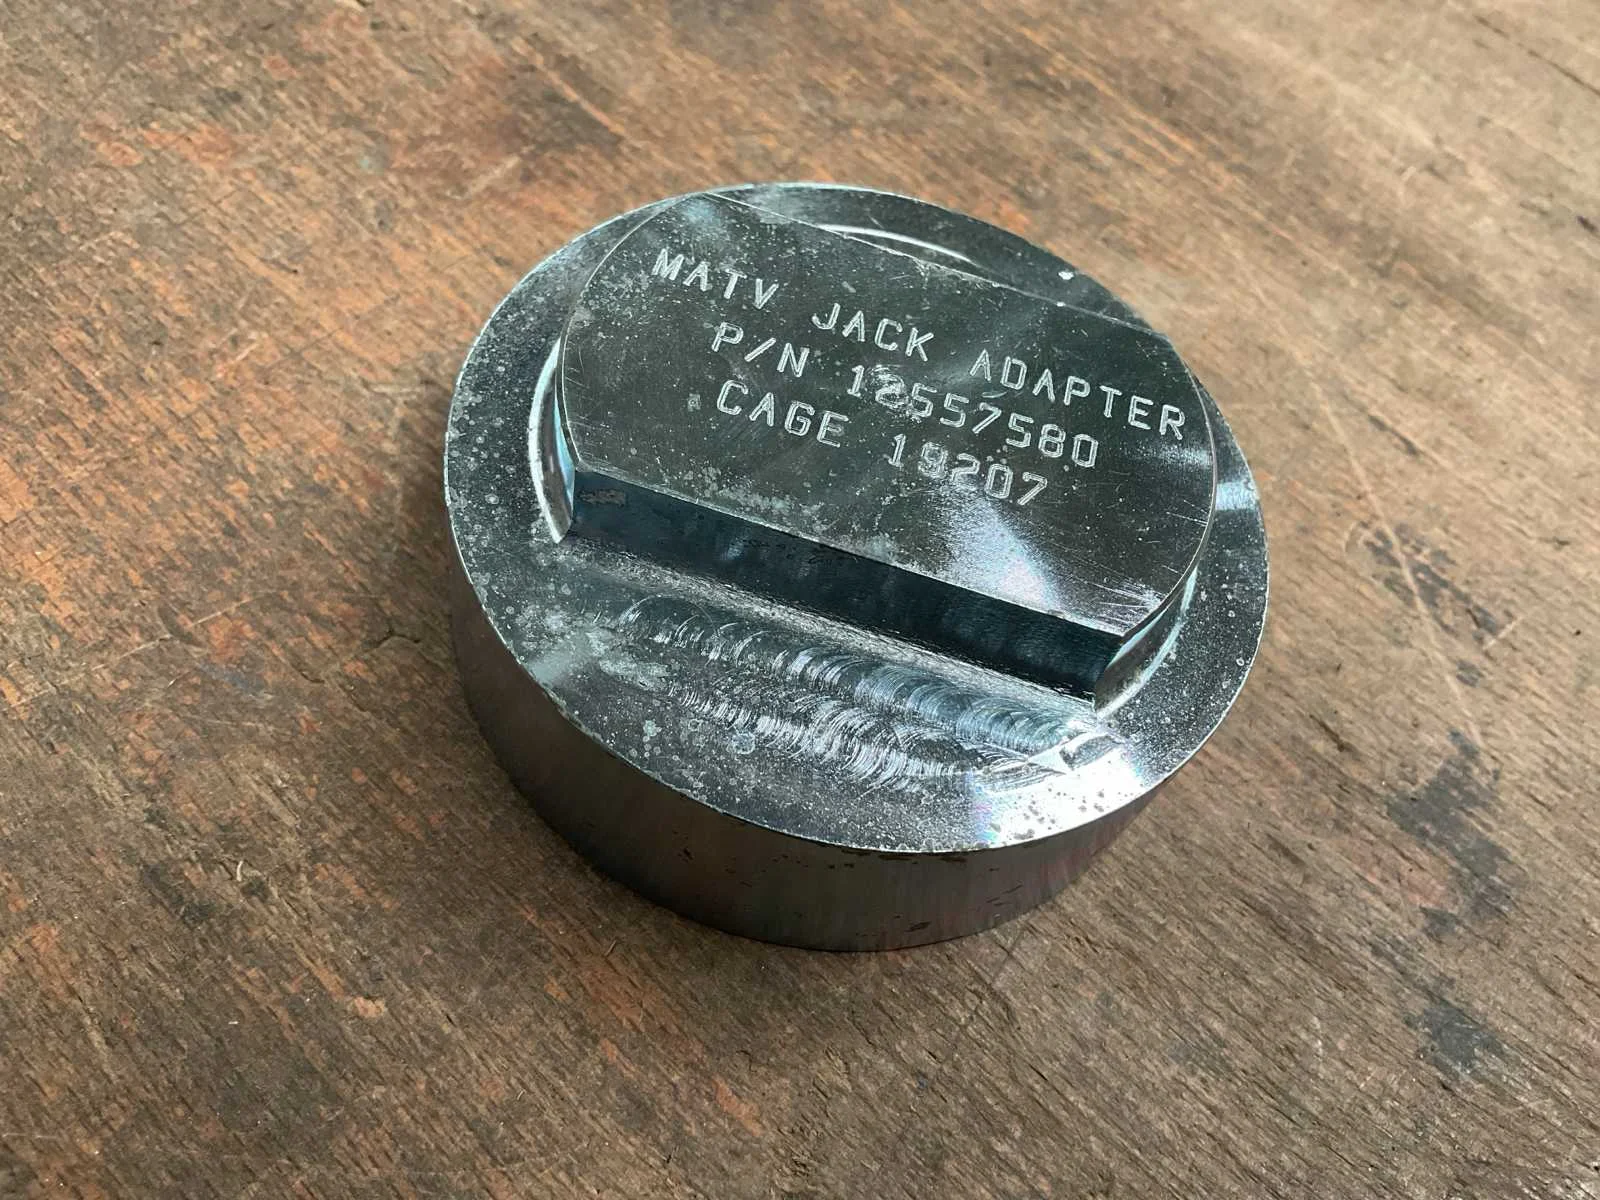 MATV JACK ADAPTER
P/N 12557580
CAGE 19207